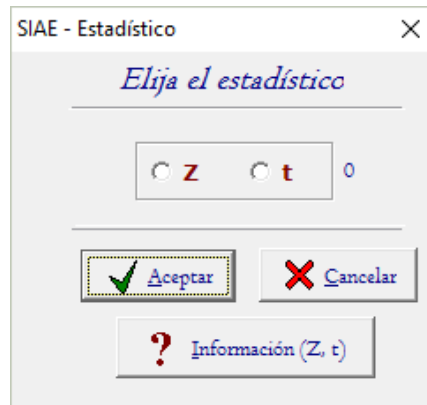 SIAE - Estadístico
Elija el estadístico
Z t 0
Aceptar Cancelar
? Información (Z, t)